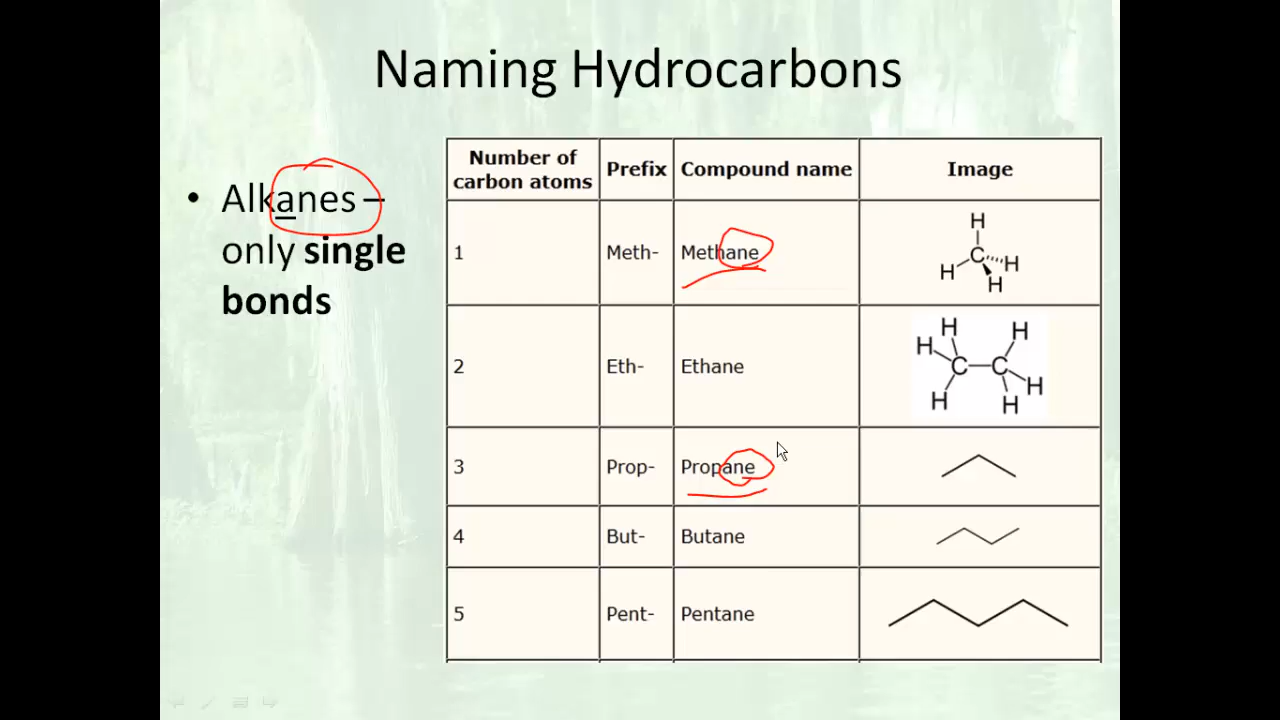 Naming Hydrocarbons
• Alkanes –
only single
bonds
Number of carbon atoms Prefix Compound name Image
1 Meth- Methane
H
C
H H
H
2 Eth- Ethane
H H
H
C C
H
H H
3 Prop- Propane
4 But- Butane
5 Pent- Pentane